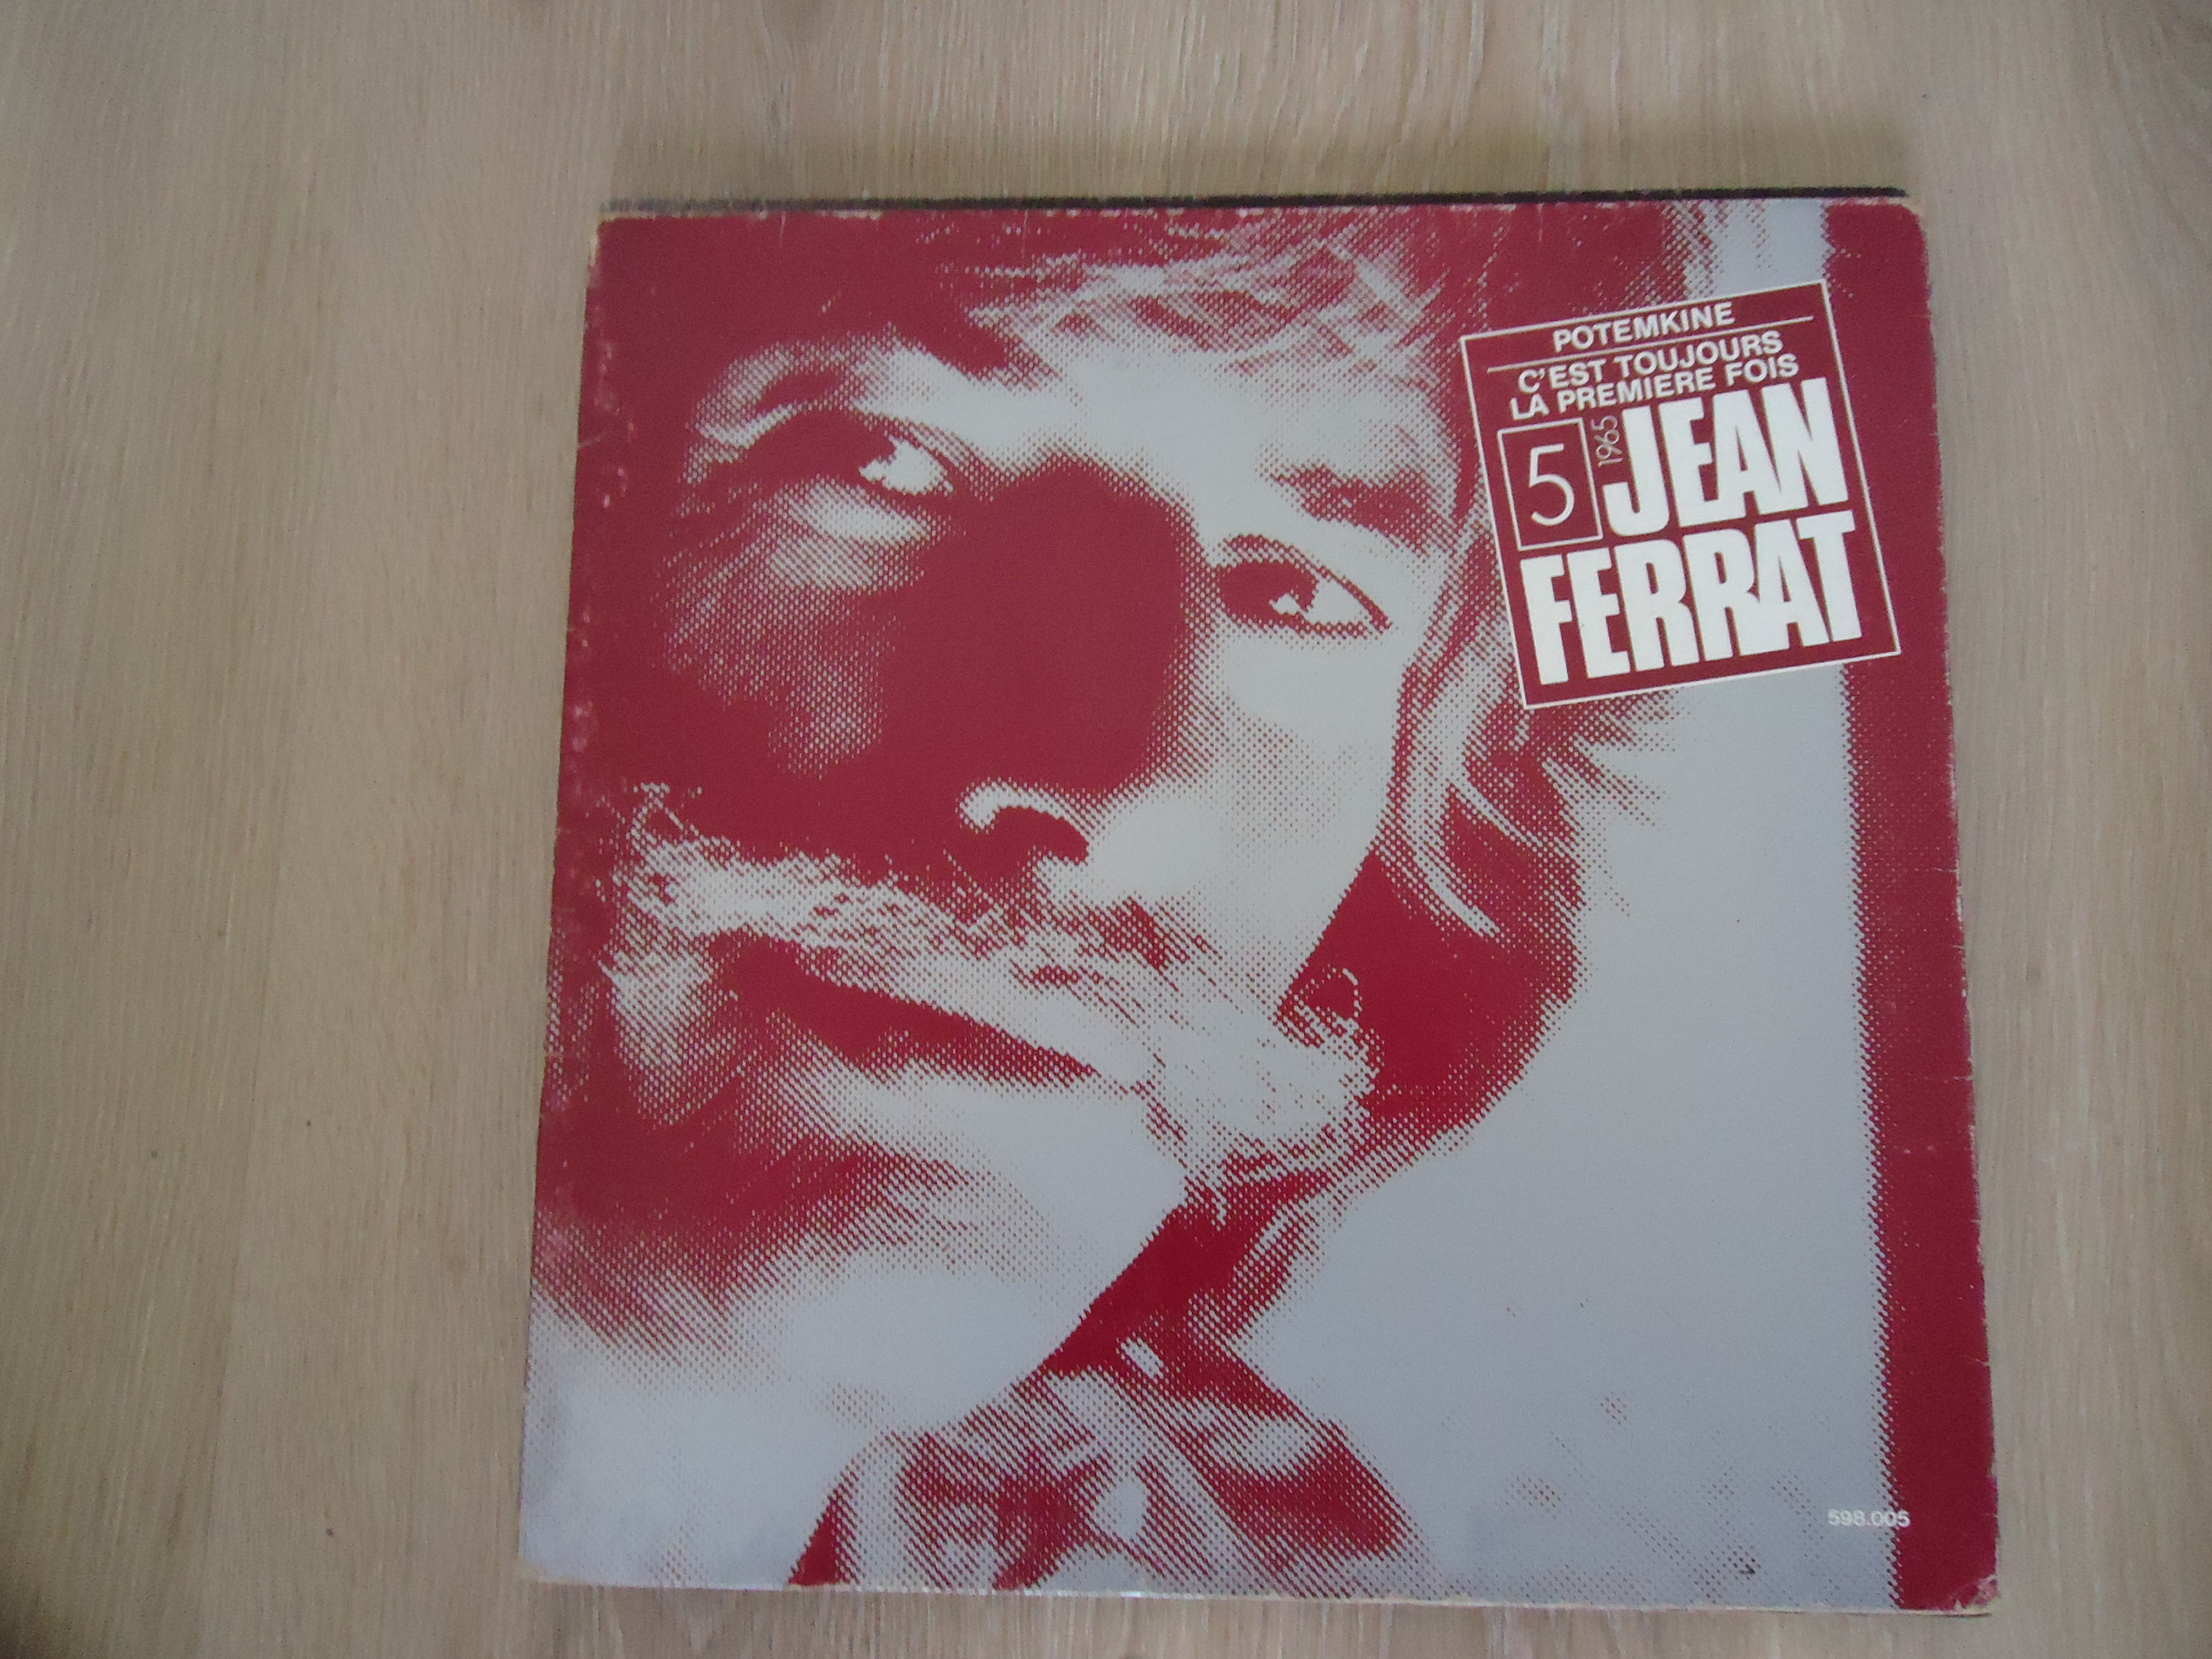 POTEMKINE
C'EST TOUJOURS
LA PREMIERE FOIS
5 1965 JEAN
FERRAT
598.005